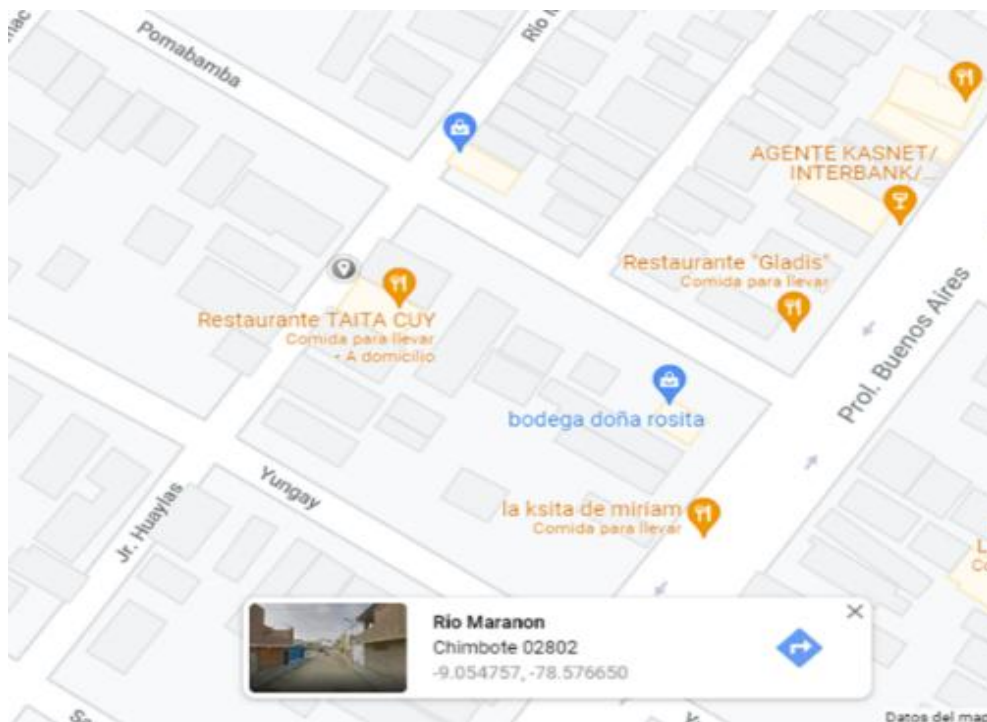 Pomabamba
AGENTE KASNET/
INTERBANK/...
Restaurante "Gladis"
Comida para llevar
Restaurante TAITA CUY
Comida para llevar
- A domicilio
Prol. Buenos Aires
bodega doña rosita
Yungay
la ksita de miriam
Comida para llevar
Jr. Huaylas
Rio Maranon
Chimbote 02802
-9.054757, -78.576650
Datos del map